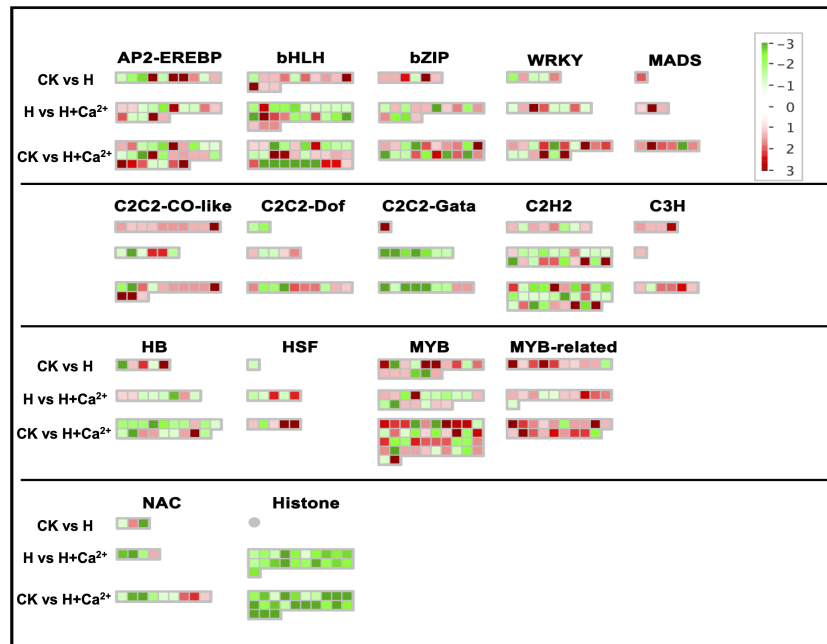 AP2-EREBP bHLH bZIP WRKY MADS
CK vs H
H vs H+Ca²⁺
CK vs H+Ca²⁺
-3
-2
-1
0
1
2
3
C2C2-CO-like C2C2-Dof C2C2-Gata C2H2 C3H
HB HSF MYB MYB-related
CK vs H
H vs H+Ca²⁺
CK vs H+Ca²⁺
NAC Histone
CK vs H
H vs H+Ca²⁺
CK vs H+Ca²⁺